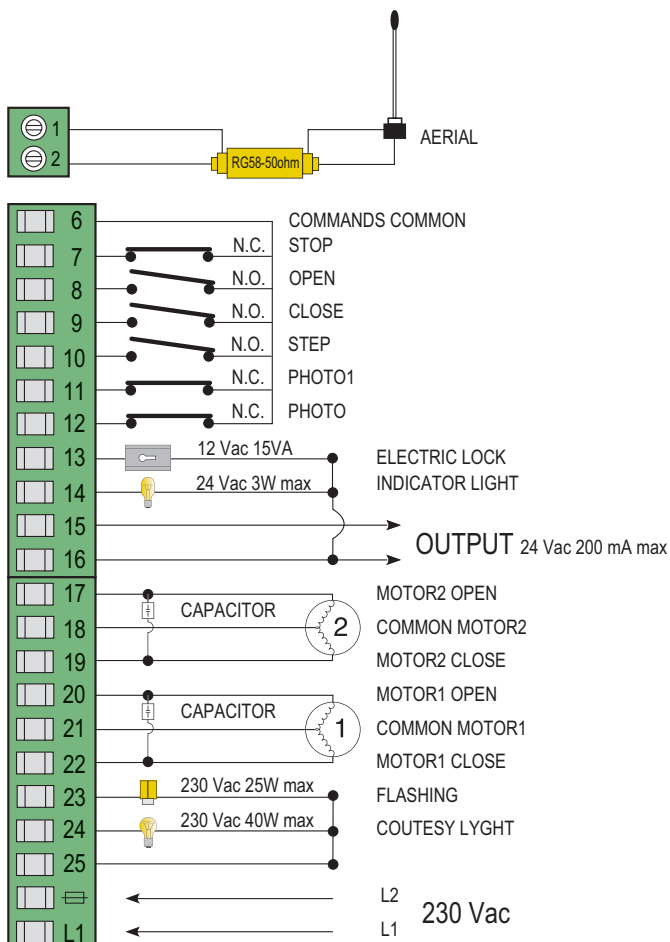 1
2 RG58-50ohm AERIAL
6 COMMANDS COMMON
7 N.C. STOP
8 N.O. OPEN
9 N.O. CLOSE
10 N.O. STEP
11 N.C. PHOTO1
12 N.C. PHOTO
13 12 Vac 15VA ELECTRIC LOCK
14 24 Vac 3W max INDICATOR LIGHT
15
16 OUTPUT 24 Vac 200 mA max
17 MOTOR2 OPEN
CAPACITOR
18 2 COMMON MOTOR2
19 MOTOR2 CLOSE
20 MOTOR1 OPEN
CAPACITOR
21 1 COMMON MOTOR1
22 MOTOR1 CLOSE
23 230 Vac 25W max FLASHING
24 230 Vac 40W max COUTESY LYGHT
25
L2
230 Vac
L1 L1